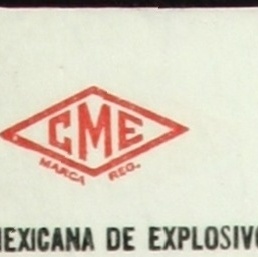 CME
MARCA REG.
MEXICANA DE EXPLOSIVO